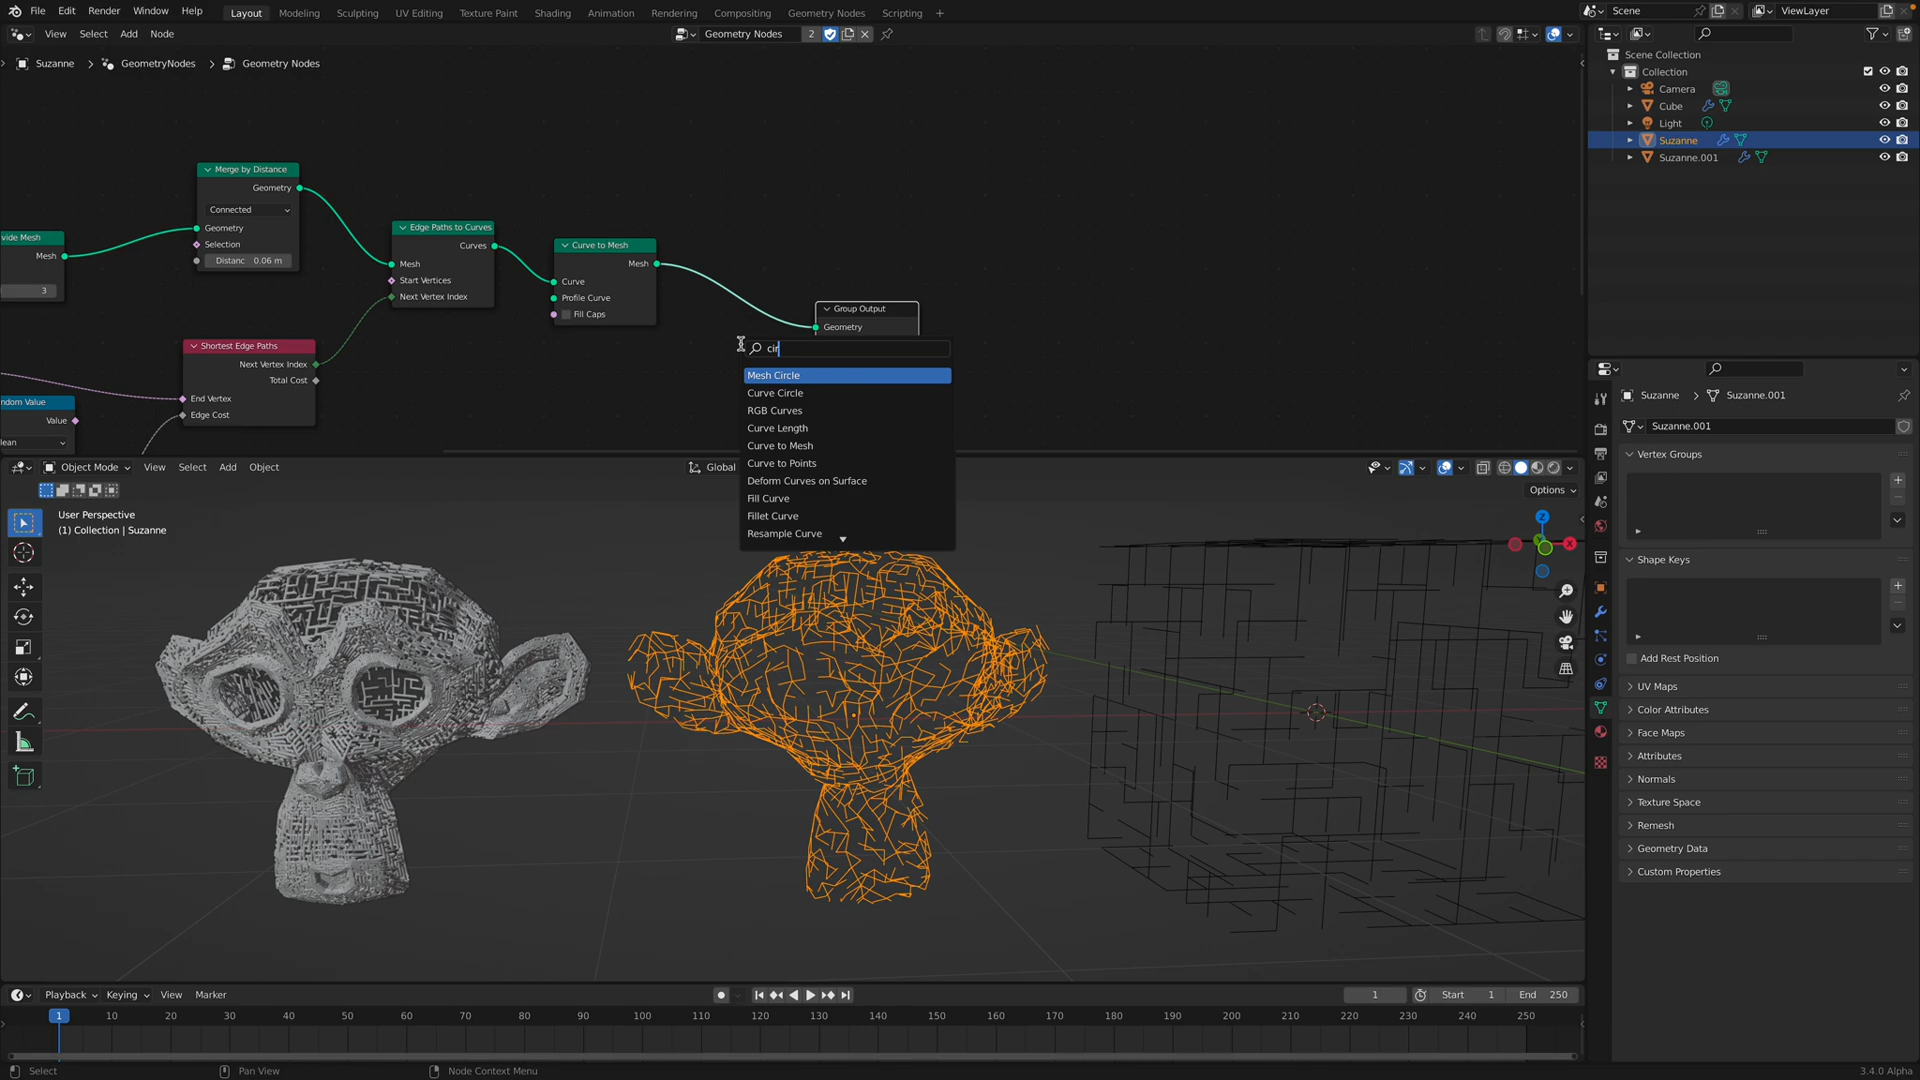 File Edit Render Window Help Layout Modeling Sculpting UV Editing Texture Paint Shading Animation Rendering Compositing Geometry Nodes Scripting + Scene ViewLayer
View Select Add Node Geometry Nodes 2
Suzanne > GeometryNodes > Geometry Nodes
Scene Collection
Collection
Camera
Cube
Light
Suzanne
Suzanne.001
Merge by Distance
Geometry
Connected
Geometry
Selection
Distanc 0.06 m
vide Mesh
Mesh
3
Edge Paths to Curves
Curves
Mesh
Start Vertices
Next Vertex Index
Curve to Mesh
Mesh
Curve
Profile Curve
Fill Caps
Group Output
Geometry
Shortest Edge Paths
Next Vertex Index
Total Cost
End Vertex
Edge Cost
ndom Value
Value
lean
cir
Mesh Circle
Curve Circle
RGB Curves
Curve Length
Curve to Mesh
Curve to Points
Deform Curves on Surface
Fill Curve
Fillet Curve
Resample Curve
Object Mode View Select Add Object Global
Options
User Perspective
(1) Collection | Suzanne
Z
X
Suzanne > Suzanne.001
Suzanne.001
Vertex Groups
Shape Keys
Add Rest Position
UV Maps
Color Attributes
Face Maps
Attributes
Normals
Texture Space
Remesh
Geometry Data
Custom Properties
Playback Keying View Marker 1 Start 1 End 250
1 10 20 30 40 50 60 70 80 90 100 110 120 130 140 150 160 170 180 190 200 210 220 230 240 250
Select Pan View Node Context Menu 3.4.0 Alpha